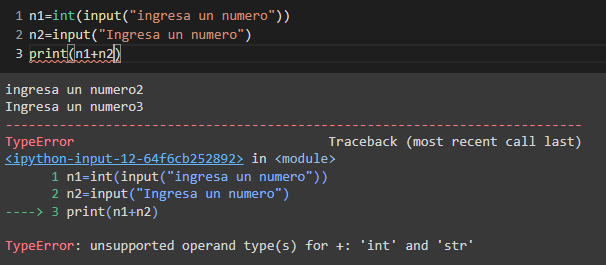 1 n1=int(input("ingresa un numero"))
2 n2=input("Ingresa un numero")
3 print(n1+n2)
ingresa un numero2
Ingresa un numero3
---------------------------------------------------------------------------
TypeError                                 Traceback (most recent call last)
<ipython-input-12-64f6cb252892> in <module>
      1 n1=int(input("ingresa un numero"))
      2 n2=input("Ingresa un numero")
----> 3 print(n1+n2)
TypeError: unsupported operand type(s) for +: 'int' and 'str'